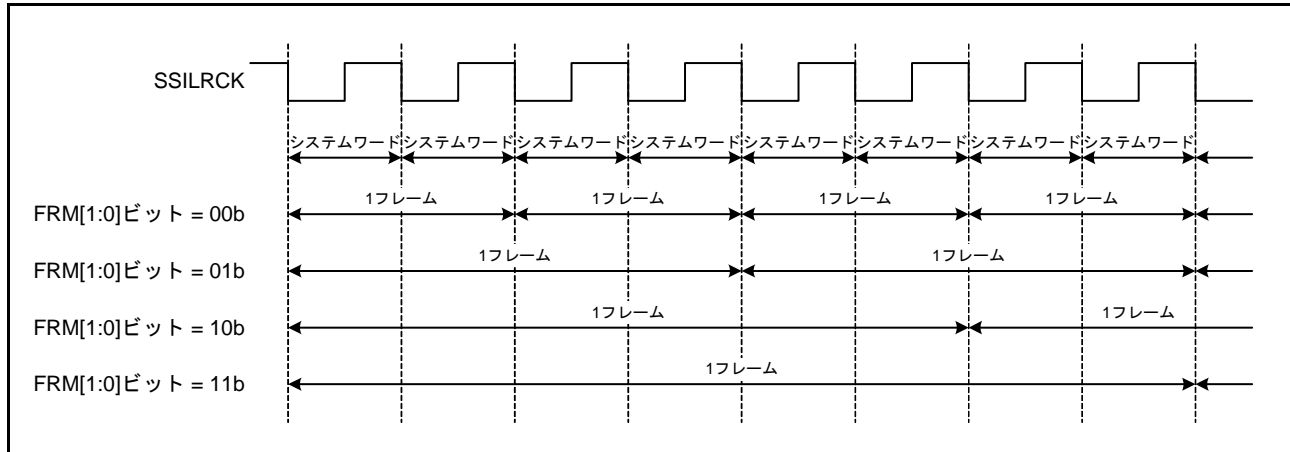 SSILRCK
システムワード システムワード システムワード システムワード システムワード システムワード システムワード システムワード
FRM[1:0]ビット = 00b 1フレーム 1フレーム 1フレーム 1フレーム
FRM[1:0]ビット = 01b 1フレーム 1フレーム
FRM[1:0]ビット = 10b 1フレーム 1フレーム
FRM[1:0]ビット = 11b 1フレーム